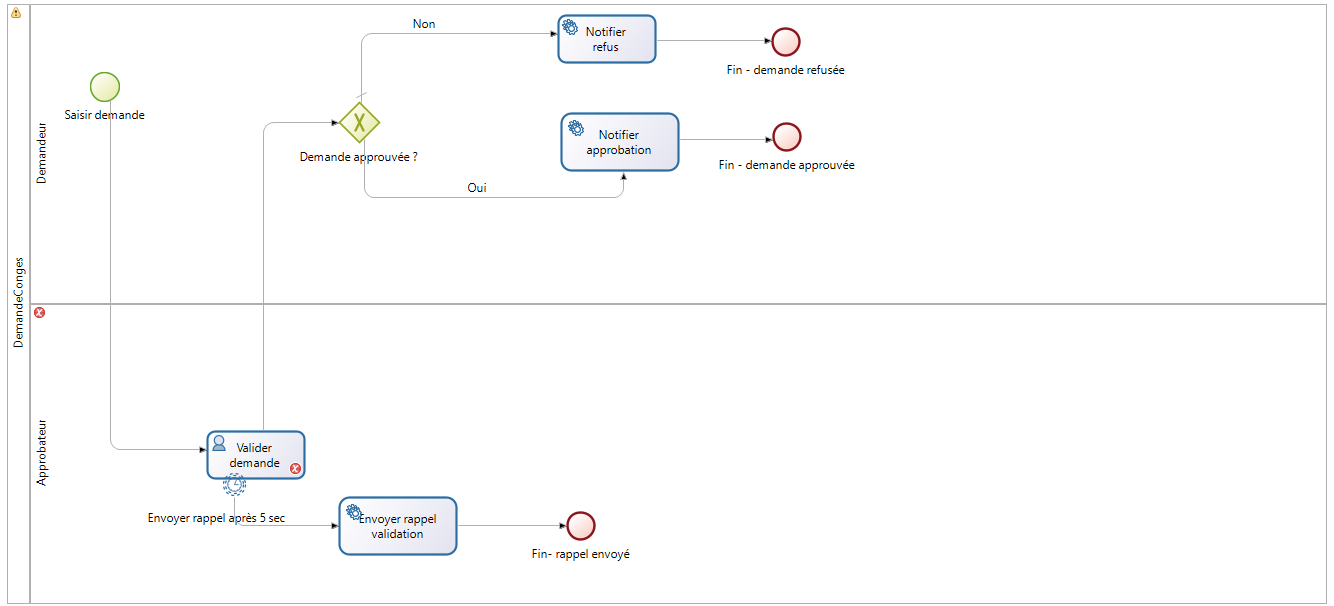 DemandeConges
Demandeur
Saisir demande
Demande approuvée ?
Non
Oui
Notifier
refus
Fin - demande refusée
Notifier
approbation
Fin - demande approuvée
Approbateur
Valider
demande
Envoyer rappel après 5 sec
Envoyer rappel
validation
Fin- rappel envoyé